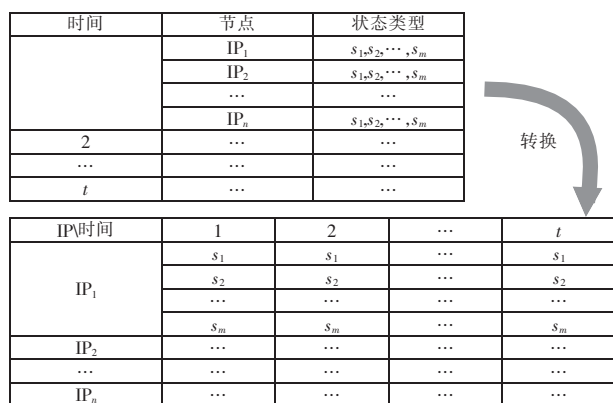 时间 节点 状态类型
IP₁ s₁,s₂,⋯,sₘ
IP₂ s₁,s₂,⋯,sₘ
⋯ ⋯
IPₙ s₁,s₂,⋯,sₘ
2 ⋯ ⋯
⋯ ⋯ ⋯
t ⋯ ⋯
转换
IP\时间 1 2 ⋯ t
s₁ s₁ ⋯ s₁
IP₁ s₂ s₂ ⋯ s₂
⋯ ⋯ ⋯ ⋯
sₘ sₘ ⋯ sₘ
IP₂ ⋯ ⋯ ⋯ ⋯
⋯ ⋯ ⋯ ⋯ ⋯
IPₙ ⋯ ⋯ ⋯ ⋯